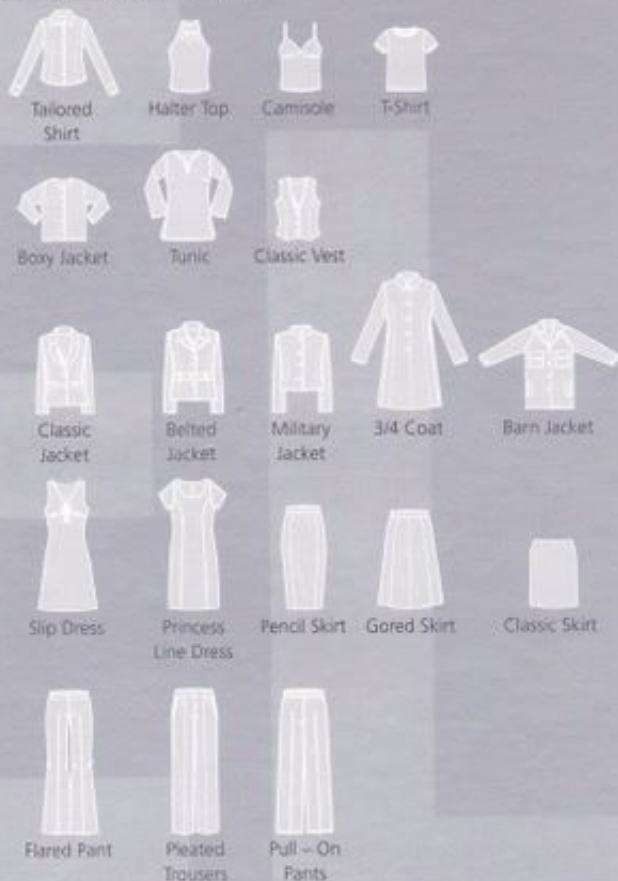 Tailored
Shirt
Halter Top
Camisole
T-Shirt
Boxy Jacket
Tunic
Classic Vest
Classic
Jacket
Belted
Jacket
Military
Jacket
3/4 Coat
Barn Jacket
Slip Dress
Princess
Line Dress
Pencil Skirt
Gored Skirt
Classic Skirt
Flared Pant
Pleated
Trousers
Pull – On
Pants